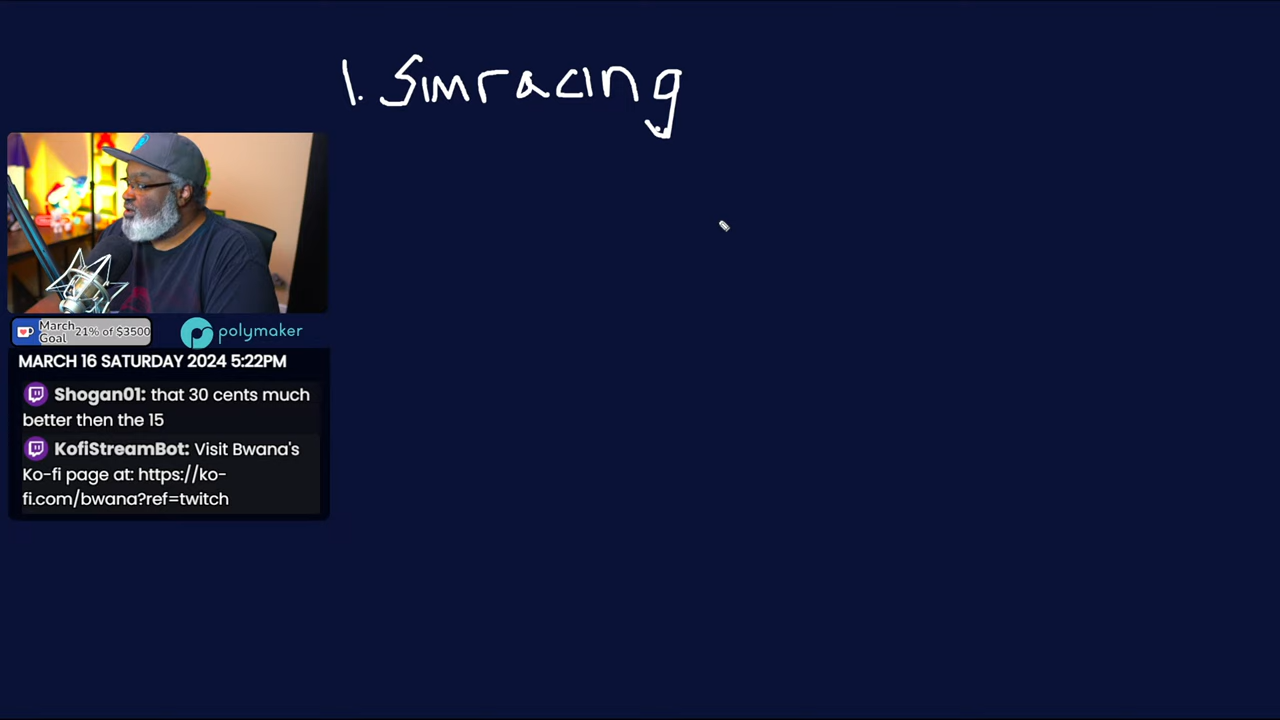 1. Simracing
March Goal
21% of $3500
polymaker
MARCH 16 SATURDAY 2024 5:22PM
Shogan01: that 30 cents much
better then the 15
KofiStreamBot: Visit Bwana's
Ko-fi page at: https://ko-
fi.com/bwana?ref=twitch